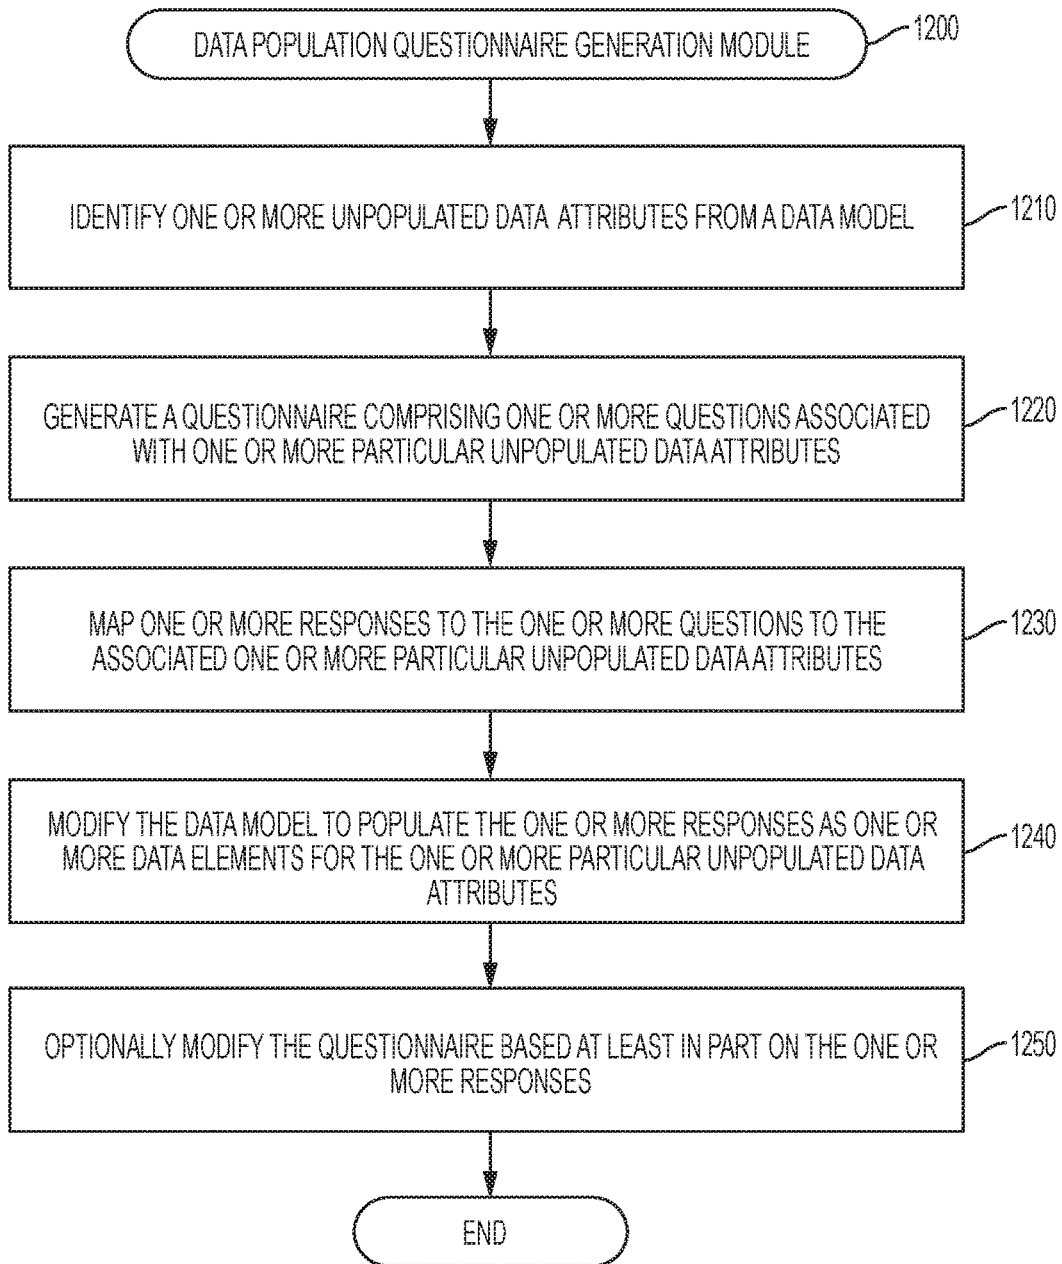 DATA POPULATION QUESTIONNAIRE GENERATION MODULE
1200
IDENTIFY ONE OR MORE UNPOPULATED DATA ATTRIBUTES FROM A DATA MODEL
1210
GENERATE A QUESTIONNAIRE COMPRISING ONE OR MORE QUESTIONS ASSOCIATED
WITH ONE OR MORE PARTICULAR UNPOPULATED DATA ATTRIBUTES
1220
MAP ONE OR MORE RESPONSES TO THE ONE OR MORE QUESTIONS TO THE
ASSOCIATED ONE OR MORE PARTICULAR UNPOPULATED DATA ATTRIBUTES
1230
MODIFY THE DATA MODEL TO POPULATE THE ONE OR MORE RESPONSES AS ONE OR
MORE DATA ELEMENTS FOR THE ONE OR MORE PARTICULAR UNPOPULATED DATA
ATTRIBUTES
1240
OPTIONALLY MODIFY THE QUESTIONNAIRE BASED AT LEAST IN PART ON THE ONE OR
MORE RESPONSES
1250
END